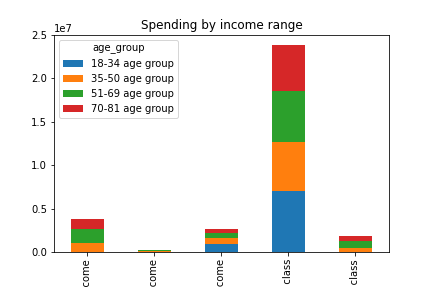 Spending by income range
1e7
2.5
2.0
1.5
1.0
0.5
0.0
age_group
18-34 age group
35-50 age group
51-69 age group
70-81 age group
come
come
come
class
class